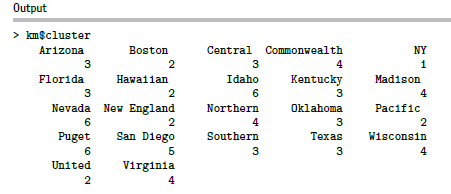 Output
> km$cluster
Arizona Boston Central Commonwealth NY
3 2 3 4 1
Florida Hawaiian Idaho Kentucky Madison
3 2 6 3 4
Nevada New England Northern Oklahoma Pacific
6 2 4 3 2
Puget San Diego Southern Texas Wisconsin
6 5 3 3 4
United Virginia
2 4